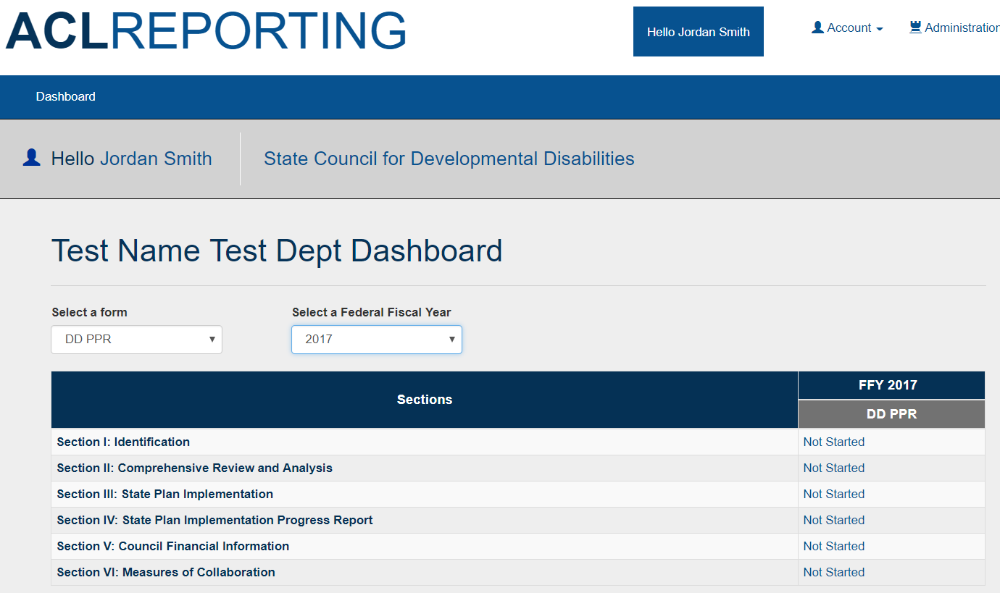 ACLREPORTING
Hello Jordan Smith
Account
Administration
Dashboard
Hello Jordan Smith
State Council for Developmental Disabilities
Test Name Test Dept Dashboard
Select a form
Select a Federal Fiscal Year
DD PPR
2017
Sections
FFY 2017
DD PPR
Section I: Identification
Not Started
Section II: Comprehensive Review and Analysis
Not Started
Section III: State Plan Implementation
Not Started
Section IV: State Plan Implementation Progress Report
Not Started
Section V: Council Financial Information
Not Started
Section VI: Measures of Collaboration
Not Started